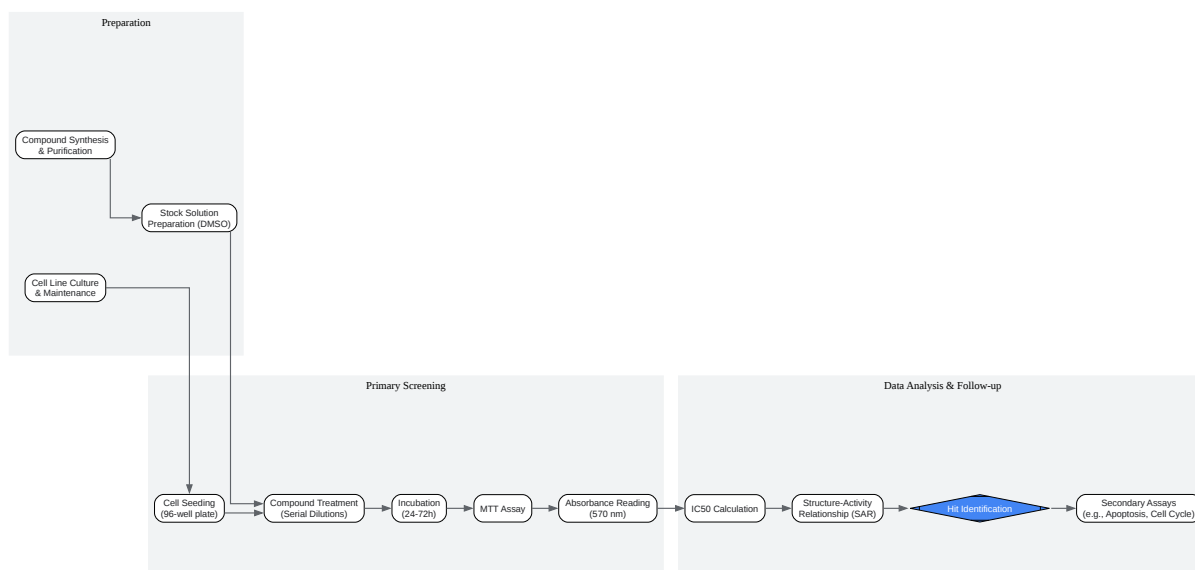 Preparation
Compound Synthesis
& Purification
Stock Solution
Preparation (DMSO)
Cell Line Culture
& Maintenance
Primary Screening
Cell Seeding
(96-well plate)
Compound Treatment
(Serial Dilutions)
Incubation
(24-72h)
MTT Assay
Absorbance Reading
(570 nm)
Data Analysis & Follow-up
IC50 Calculation
Structure-Activity
Relationship (SAR)
Hit Identification
Secondary Assays
(e.g., Apoptosis, Cell Cycle)